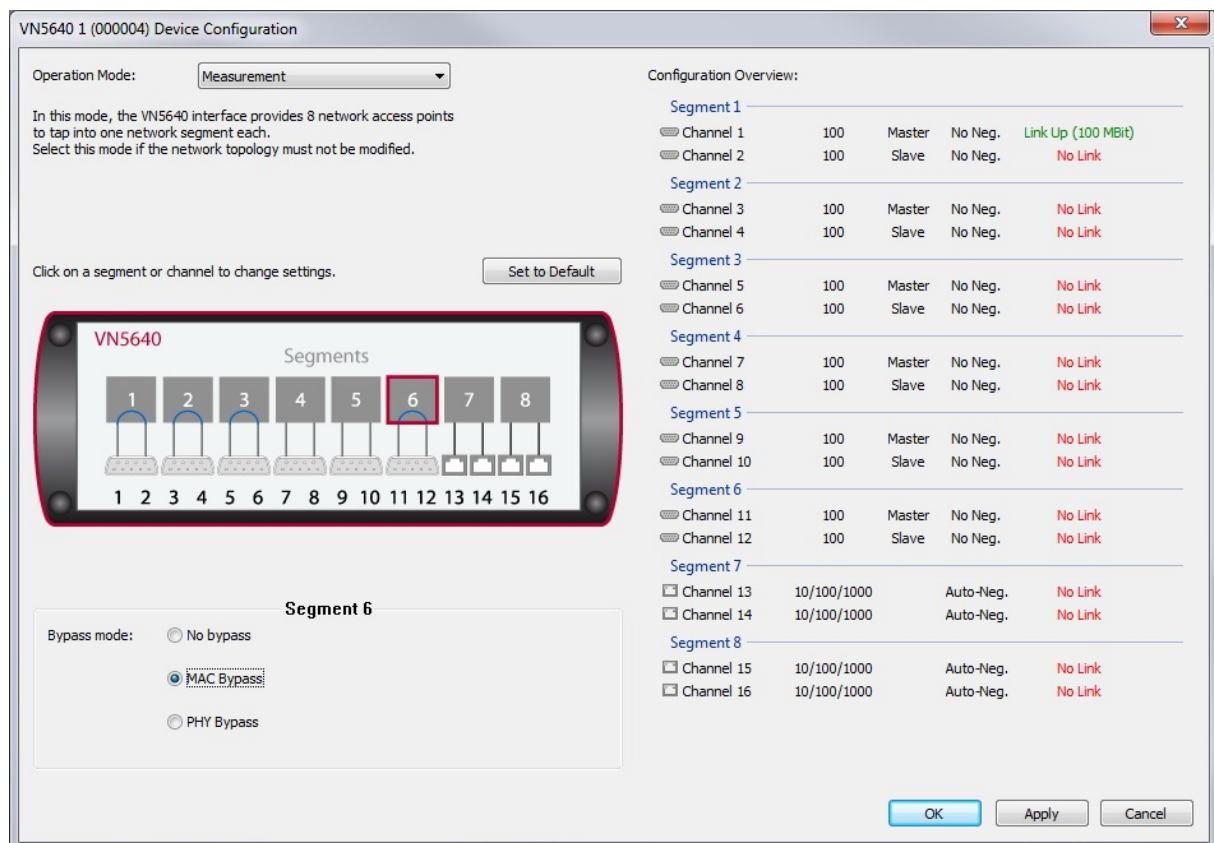 VN5640 1 (000004) Device Configuration
Operation Mode: Measurement
In this mode, the VN5640 interface provides 8 network access points
to tap into one network segment each.
Select this mode if the network topology must not be modified.
Click on a segment or channel to change settings. Set to Default
VN5640
Segments
1 2 3 4 5 6 7 8
1 2 3 4 5 6 7 8 9 10 11 12 13 14 15 16
Segment 6
Bypass mode: No bypass
MAC Bypass
PHY Bypass
Configuration Overview:
Segment 1
Channel 1 100 Master No Neg. Link Up (100 MBit)
Channel 2 100 Slave No Neg. No Link
Segment 2
Channel 3 100 Master No Neg. No Link
Channel 4 100 Slave No Neg. No Link
Segment 3
Channel 5 100 Master No Neg. No Link
Channel 6 100 Slave No Neg. No Link
Segment 4
Channel 7 100 Master No Neg. No Link
Channel 8 100 Slave No Neg. No Link
Segment 5
Channel 9 100 Master No Neg. No Link
Channel 10 100 Slave No Neg. No Link
Segment 6
Channel 11 100 Master No Neg. No Link
Channel 12 100 Slave No Neg. No Link
Segment 7
Channel 13 10/100/1000 Auto-Neg. No Link
Channel 14 10/100/1000 Auto-Neg. No Link
Segment 8
Channel 15 10/100/1000 Auto-Neg. No Link
Channel 16 10/100/1000 Auto-Neg. No Link
OK Apply Cancel